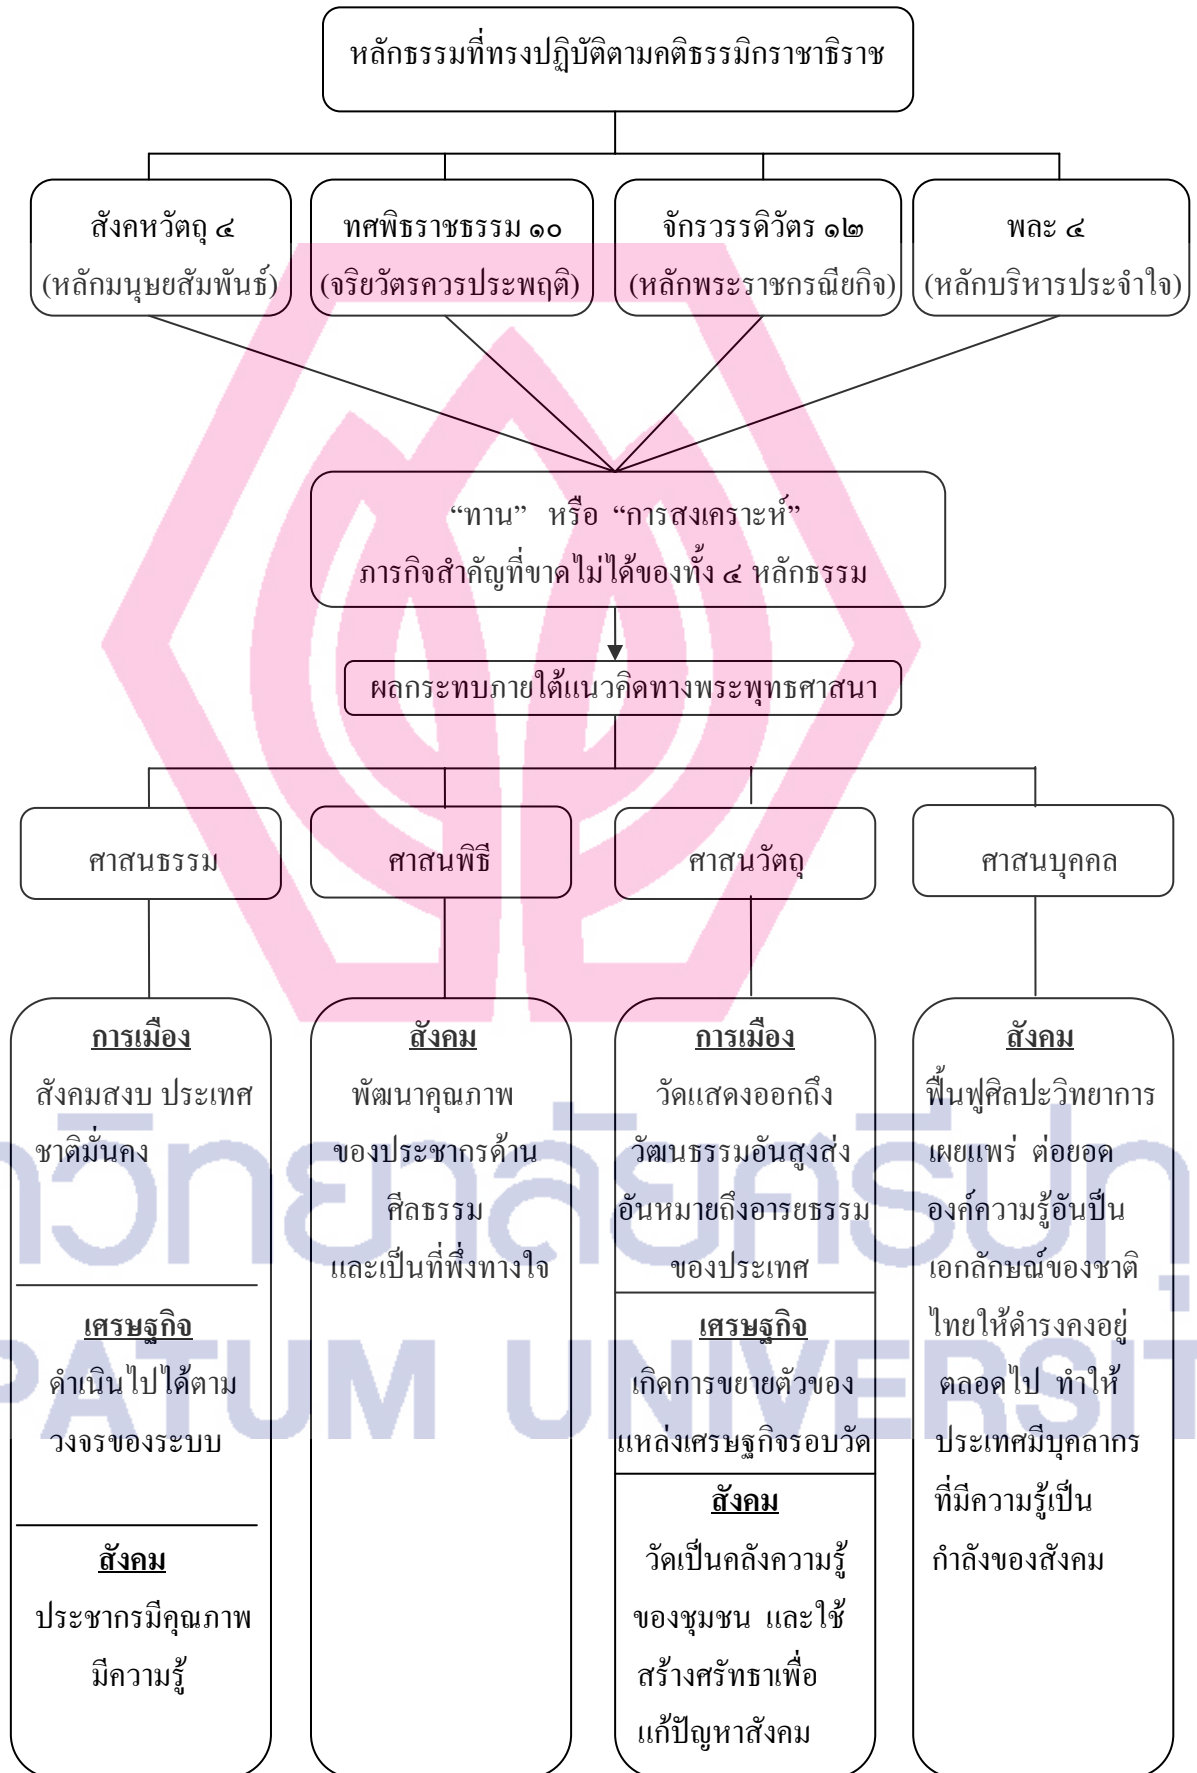 หลักธรรมที่ทรงปฏิบัติตามคติธรรมิกราชาธิราช
สังคหวัตถุ ๔
(หลักมนุษยสัมพันธ์)
ทศพิธราชธรรม ๑๐
(จริยวัตรควรประพฤติ)
จักรวรรดิวัตร ๑๒
(หลักพระราชกรณียกิจ)
พละ ๔
(หลักบริหารประจำใจ)
“ทาน” หรือ “การสงเคราะห์”
ภารกิจสำคัญที่ขาดไม่ได้ของทั้ง ๔ หลักธรรม
ผลกระทบภายใต้แนวคิดทางพระพุทธศาสนา
ศาสนธรรม
ศาสนพิธี
ศาสนวัตถุ
ศาสนบุคคล
การเมือง
สังคมสงบ ประเทศ
ชาติมั่นคง
เศรษฐกิจ
ดำเนินไปได้ตาม
วงจรของระบบ
สังคม
ประชากรมีคุณภาพ
มีความรู้
สังคม
พัฒนาคุณภาพ
ของประชากรด้าน
ศีลธรรม
และเป็นที่พึ่งทางใจ
การเมือง
วัดแสดงออกถึง
วัฒนธรรมอันสูงส่ง
อันหมายถึงอารยธรรม
ของประเทศ
เศรษฐกิจ
เกิดการขยายตัวของ
แหล่งเศรษฐกิจรอบวัด
สังคม
วัดเป็นคลังความรู้
ของชุมชน และใช้
สร้างศรัทธาเพื่อ
แก้ปัญหาสังคม
สังคม
ฟื้นฟูศิลปะวิทยาการ
เผยแพร่ ต่อยอด
องค์ความรู้อันป็น
เอกลักษณ์ของชาติ
ไทยให้ดำรงคงอยู่
ตลอดไป ทำให้
ประเทศมีบุคลากร
ที่มีความรู้เป็น
กำลังของสังคม
าวิทยาลัยศรีปทุ
PATUM UNIVERSIT